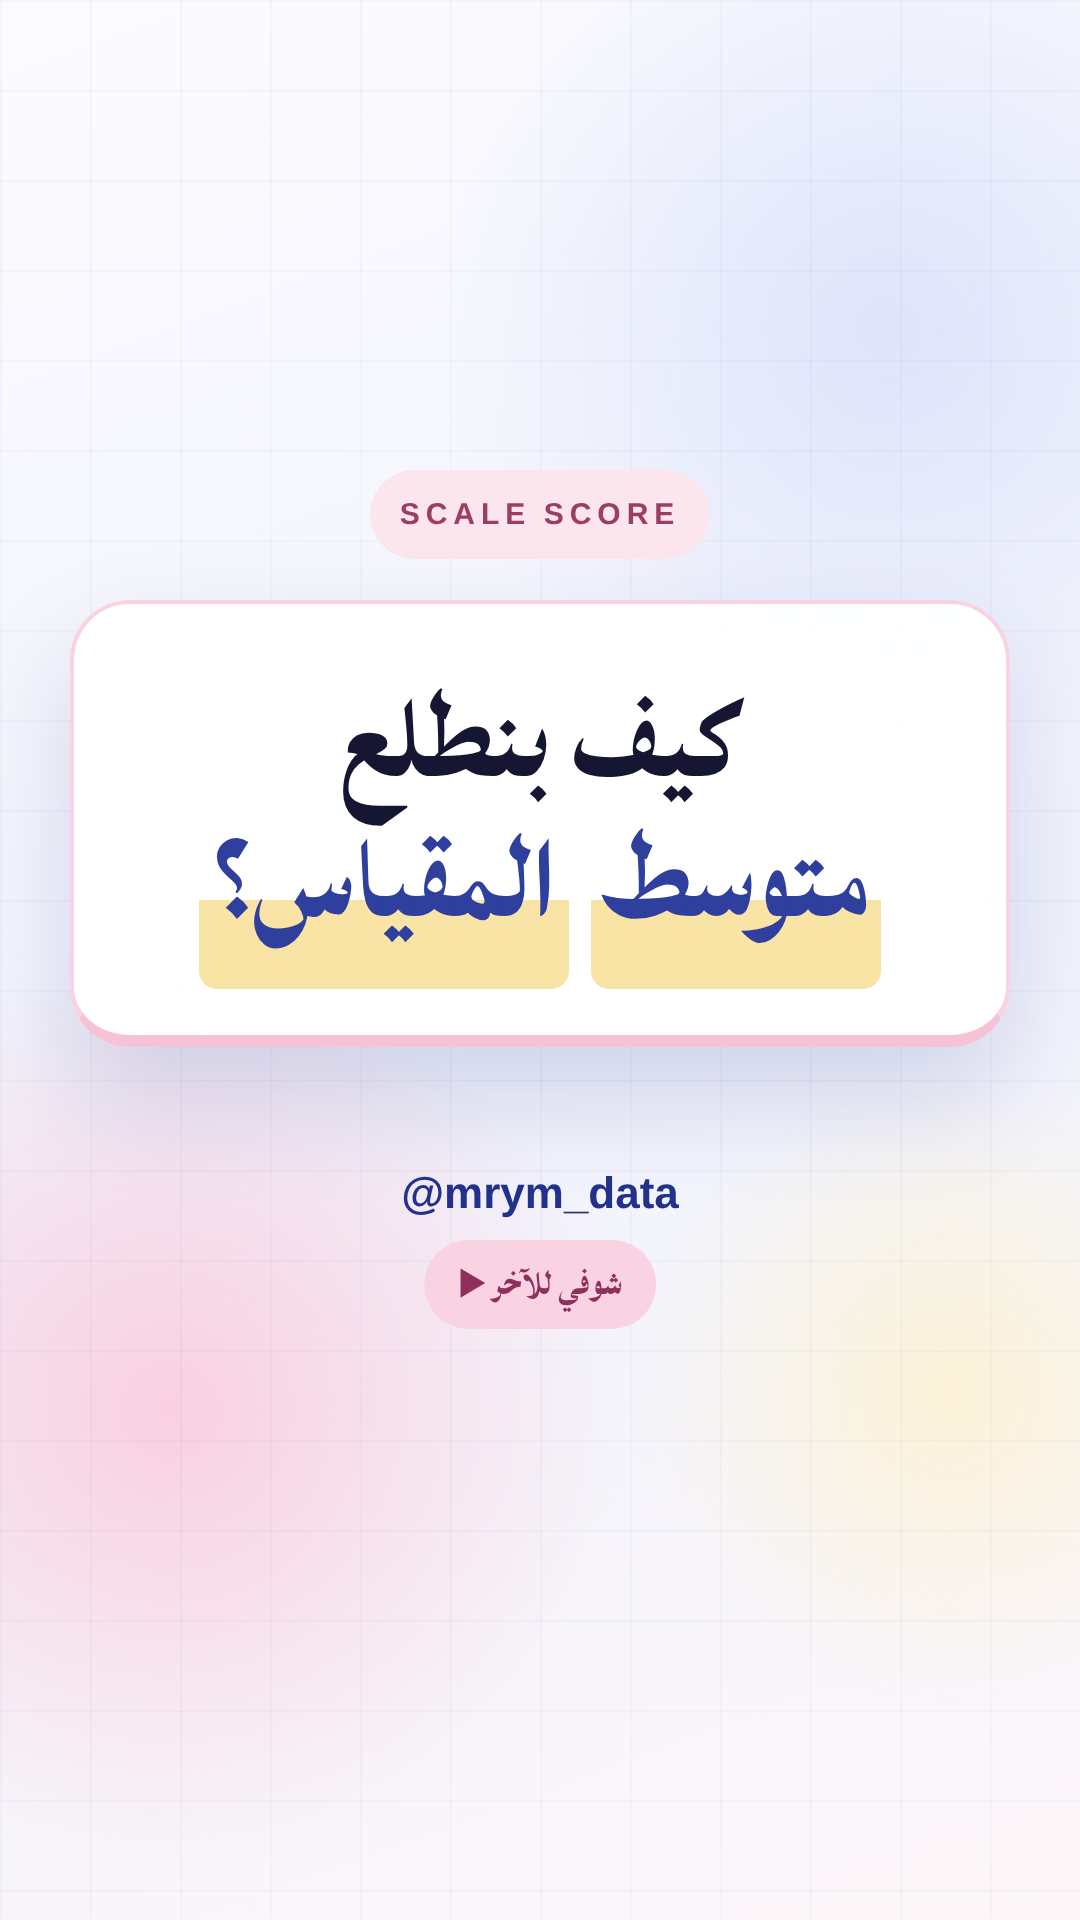 SCALE SCORE
كيف بنطلع
متوسط المقياس؟
@mrym_data
شوفي للآخر ▶